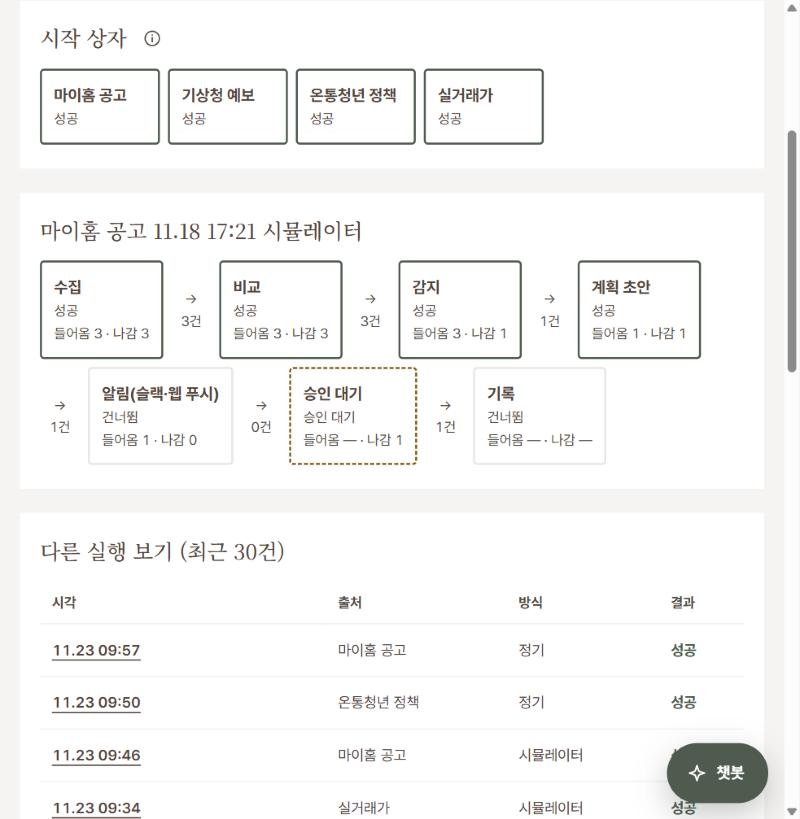 시작 상자
마이홈 공고 기상청 예보 온통청년 정책 실거래가
성공 성공 성공 성공
마이홈 공고 11.18 17:21 시뮬레이터
수집 비교 감지 계획 초안
성공 → 성공 → 성공 → 성공
들어옴 3 · 나감 3 3건 들어옴 3 · 나감 3 3건 들어옴 3 · 나감 1 1건 들어옴 1 · 나감 1
알림(슬랙·웹 푸시) 승인 대기 기록
→ 건너뜀 → 승인 대기 → 건너뜀
1건 들어옴 1 · 나감 0 0건 들어옴 — · 나감 1 1건 들어옴 — · 나감 —
다른 실행 보기 (최근 30건)
시각 출처 방식 결과
11.23 09:57 마이홈 공고 정기 성공
11.23 09:50 온통청년 정책 정기 성공
11.23 09:46 마이홈 공고 시뮬레이터
챗봇
11.23 09:34 실거래가 시뮬레이터 성공